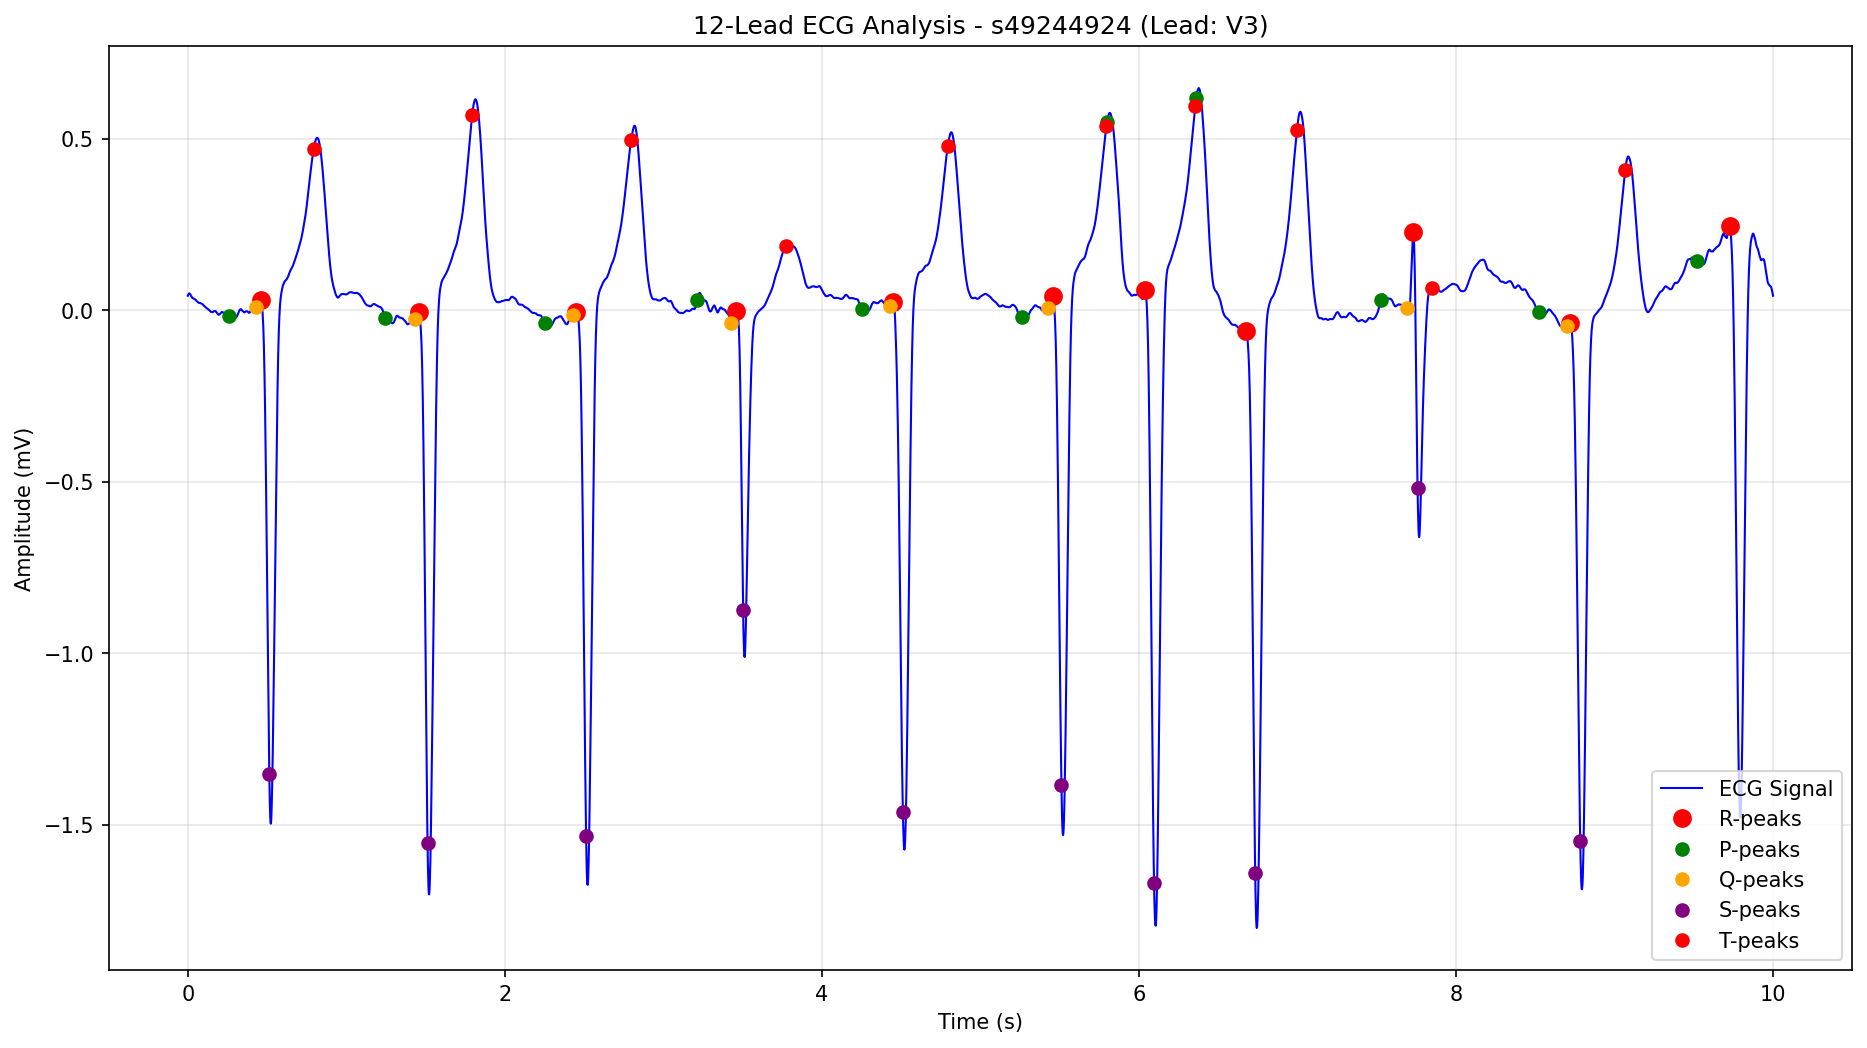 12-Lead ECG Analysis - s49244924 (Lead: V3)
Amplitude (mV)
0.5
0.0
−0.5
−1.0
−1.5
0 2 4 6 8 10
Time (s)
ECG Signal
R-peaks
P-peaks
Q-peaks
S-peaks
T-peaks